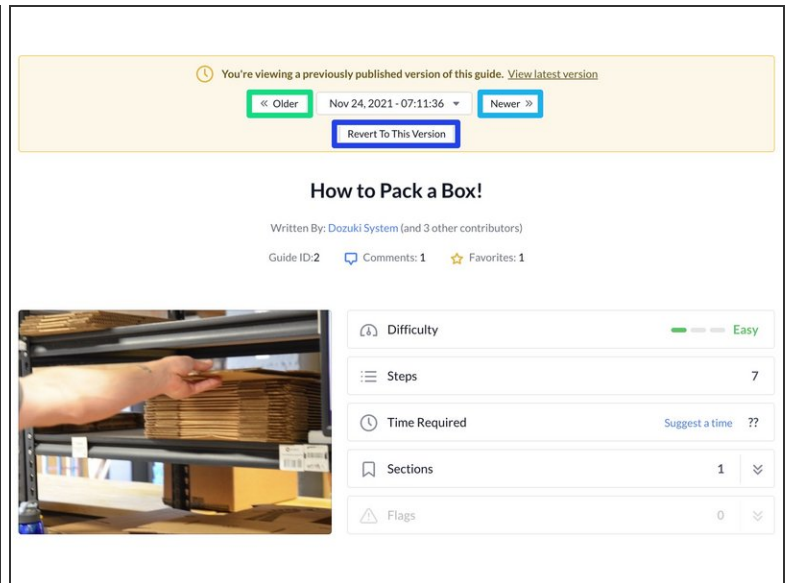 You're viewing a previously published version of this guide. View latest version
« Older Nov 24, 2021 - 07:11:36 Newer »
Revert To This Version
How to Pack a Box!
Written By: Dozuki System (and 3 other contributors)
Guide ID:2 Comments: 1 Favorites: 1
Difficulty Easy
Steps 7
Time Required Suggest a time ??
Sections 1
Flags 0